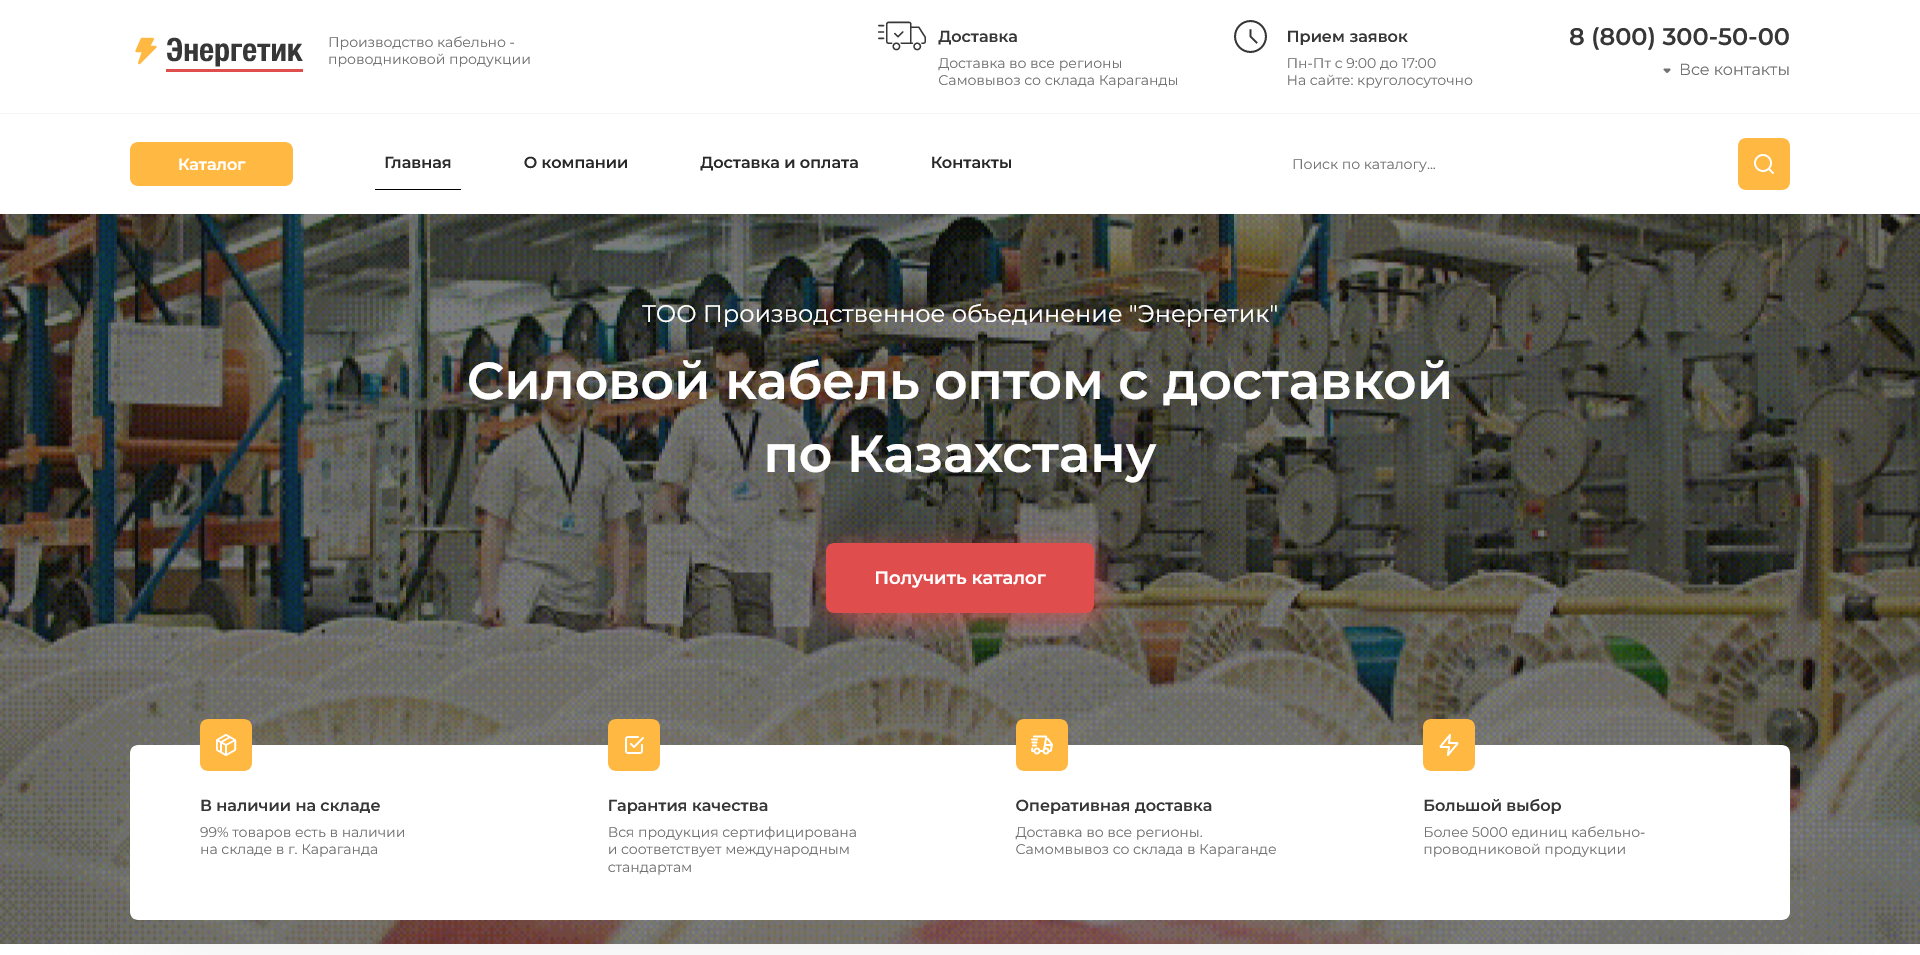 Энергетик
Производство кабельно -
проводниковой продукции
Доставка
Доставка во все регионы
Самовывоз со склада Караганды
Прием заявок
Пн-Пт с 9:00 до 17:00
На сайте: круглосуточно
8 (800) 300-50-00
Все контакты
Каталог
Главная
О компании
Доставка и оплата
Контакты
Поиск по каталогу...
ТОО Производственное объединение "Энергетик"
Силовой кабель оптом с доставкой
по Казахстану
Получить каталог
В наличии на складе
99% товаров есть в наличии
на складе в г. Караганда
Гарантия качества
Вся продукция сертифицирована
и соответствует международным
стандартам
Оперативная доставка
Доставка во все регионы.
Самомвывоз со склада в Караганде
Большой выбор
Более 5000 единиц кабельно-
проводниковой продукции